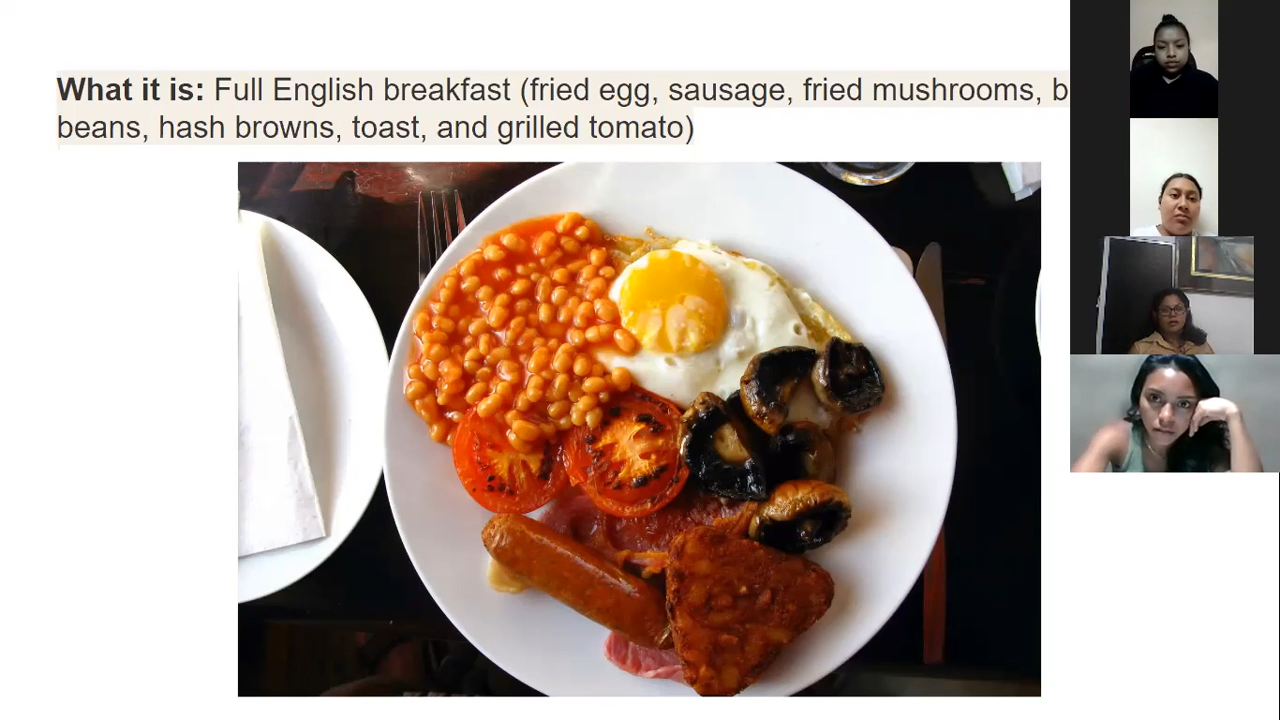 What it is: Full English breakfast (fried egg, sausage, fried mushrooms, b
beans, hash browns, toast, and grilled tomato)